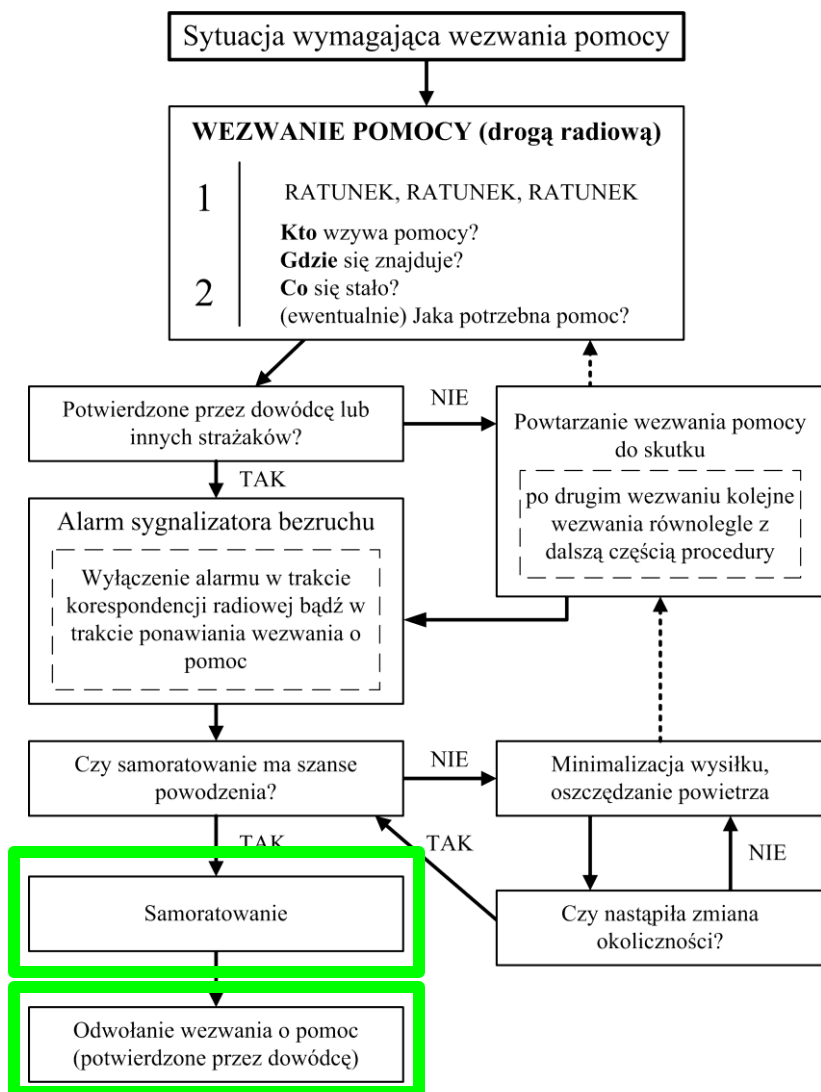 Sytuacja wymagająca wezwania pomocy
WEZWANIE POMOCY (drogą radiową)
1
RATUNEK, RATUNEK, RATUNEK
2
Kto wzywa pomocy?
Gdzie się znajduje?
Co się stało?
(ewentualnie) Jaka potrzebna pomoc?
Potwierdzone przez dowódcę lub
innych strażaków?
NIE
Powtarzanie wezwania pomocy
do skutku
po drugim wezwaniu kolejne
wezwania równolegle z
dalszą częścią procedury
TAK
Alarm sygnalizatora bezruchu
Wyłączenie alarmu w trakcie
korespondencji radiowej bądź w
trakcie ponawiania wezwania o
pomoc
Czy samoratowanie ma szanse
powodzenia?
NIE
Minimalizacja wysiłku,
oszczędzanie powietrza
TAK
TAK
NIE
Samoratowanie
Czy nastąpiła zmiana
okoliczności?
Odwołanie wezwania o pomoc
(potwierdzone przez dowódcę)